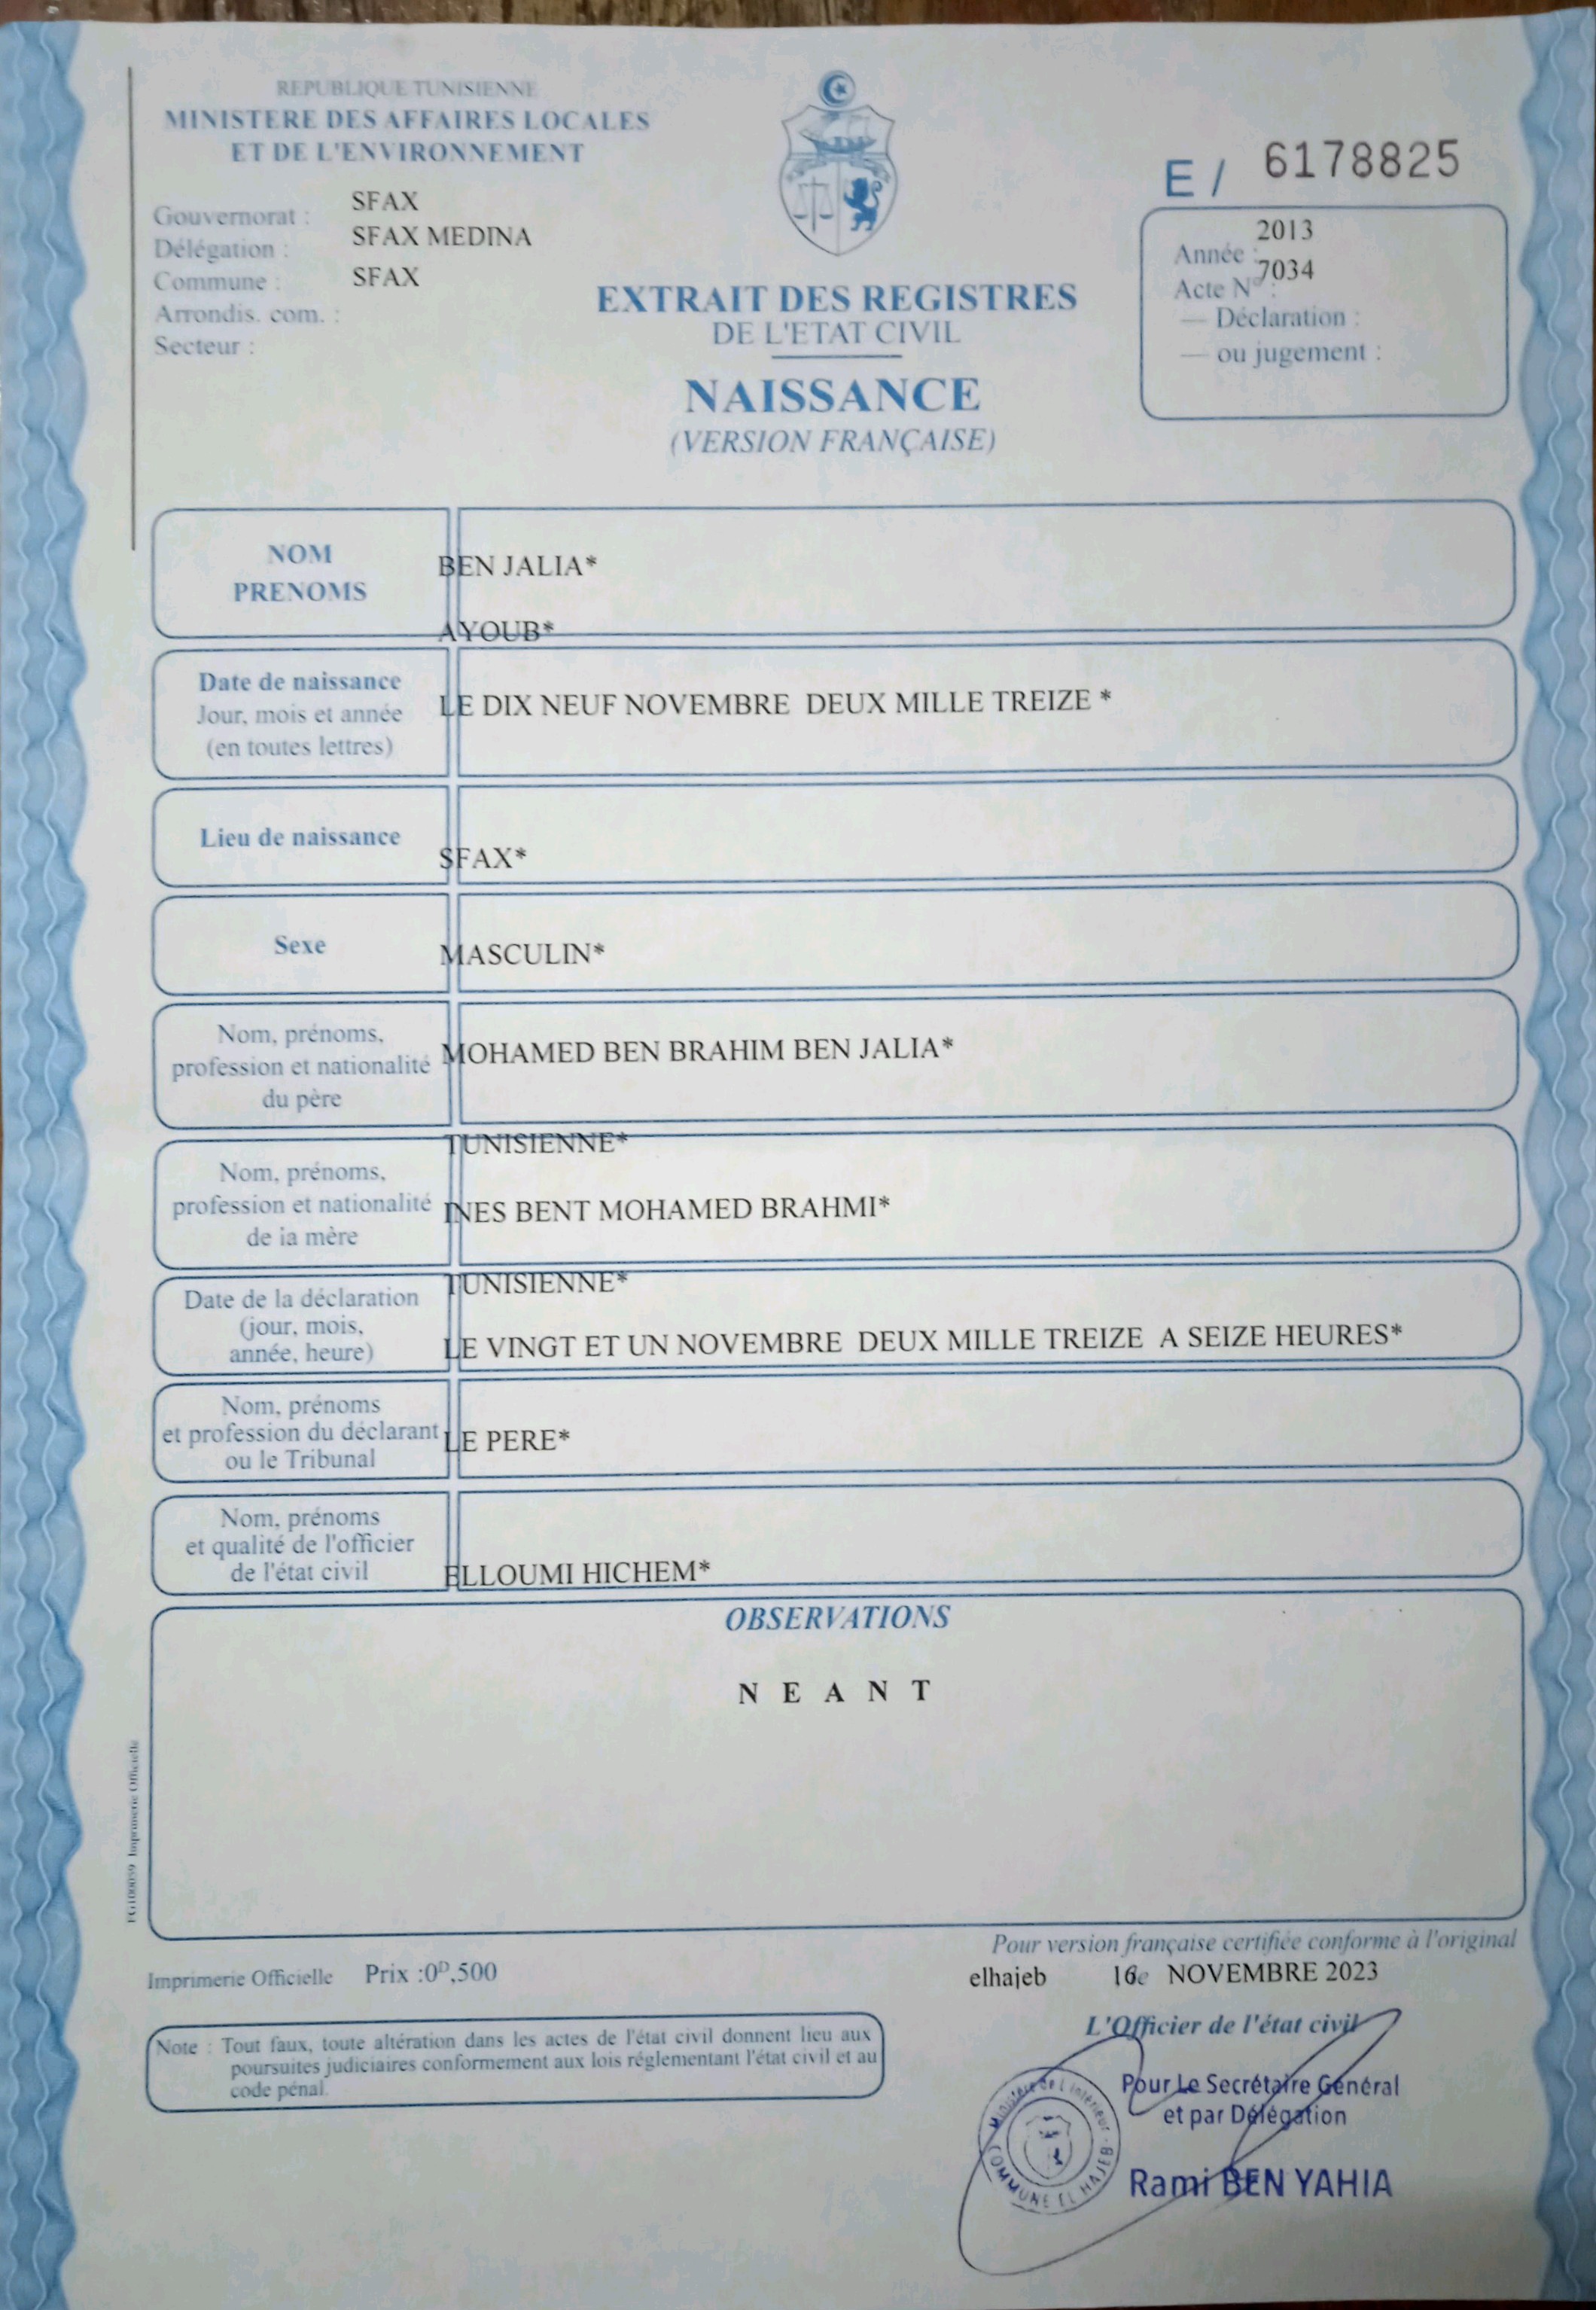 REPUBLIQUE TUNISIENNE
MINISTERE DES AFFAIRES LOCALES
ET DE L'ENVIRONNEMENT
Gouvernorat : SFAX
Délégation : SFAX MEDINA
Commune : SFAX
Arrondis. com. :
Secteur :
E / 6178825
Année : 2013
Acte N° : 7034
— Déclaration :
— ou jugement :
EXTRAIT DES REGISTRES
DE L'ETAT CIVIL
NAISSANCE
(VERSION FRANÇAISE)
NOM
PRENOMS
BEN JALIA*
AYOUB*
Date de naissance
Jour, mois et année
(en toutes lettres)
LE DIX NEUF NOVEMBRE DEUX MILLE TREIZE *
Lieu de naissance
SFAX*
Sexe
MASCULIN*
Nom, prénoms,
profession et nationalité
du père
MOHAMED BEN BRAHIM BEN JALIA*
TUNISIENNE*
Nom, prénoms,
profession et nationalité
de la mère
INES BENT MOHAMED BRAHMI*
TUNISIENNE*
Date de la déclaration
(jour, mois,
année, heure)
LE VINGT ET UN NOVEMBRE DEUX MILLE TREIZE A SEIZE HEURES*
Nom, prénoms
et profession du déclarant
ou le Tribunal
LE PERE*
Nom, prénoms
et qualité de l'officier
de l'état civil
ELLOUMI HICHEM*
OBSERVATIONS
N E A N T
Imprimerie Officielle
Pour version française certifiée conforme à l'original
Imprimerie Officielle Prix :0ᴰ,500
elhajeb 16e NOVEMBRE 2023
Note : Tout faux, toute altération dans les actes de l'état civil donnent lieu aux
poursuites judiciaires conformement aux lois réglementant l'état civil et au
code pénal.
L'Officier de l'état civil
Pour Le Secrétaire Général
et par Délégation
Rami BEN YAHIA
Ministère de L'intérieur
COMMUNE EL HAJEB